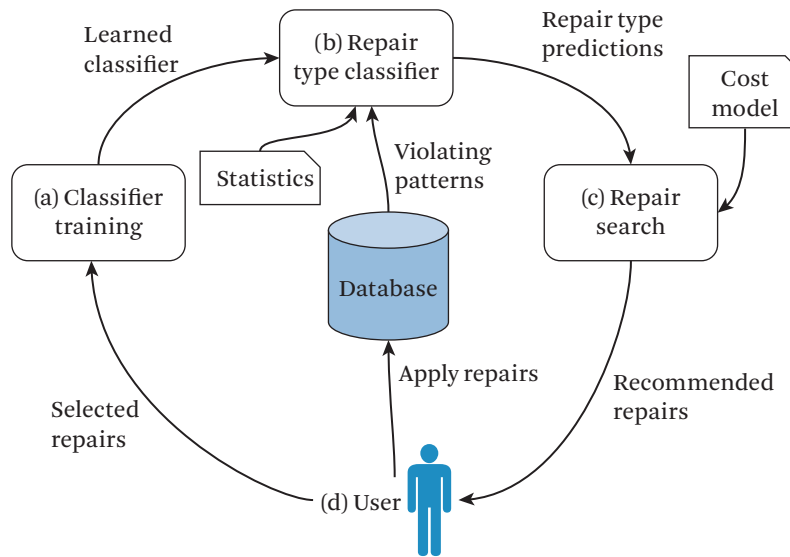 Learned
classifier
(b) Repair
type classifier
Repair type
predictions
Cost
model
Statistics
Violating
patterns
(a) Classifier
training
(c) Repair
search
Database
Apply repairs
Selected
repairs
Recommended
repairs
(d) User